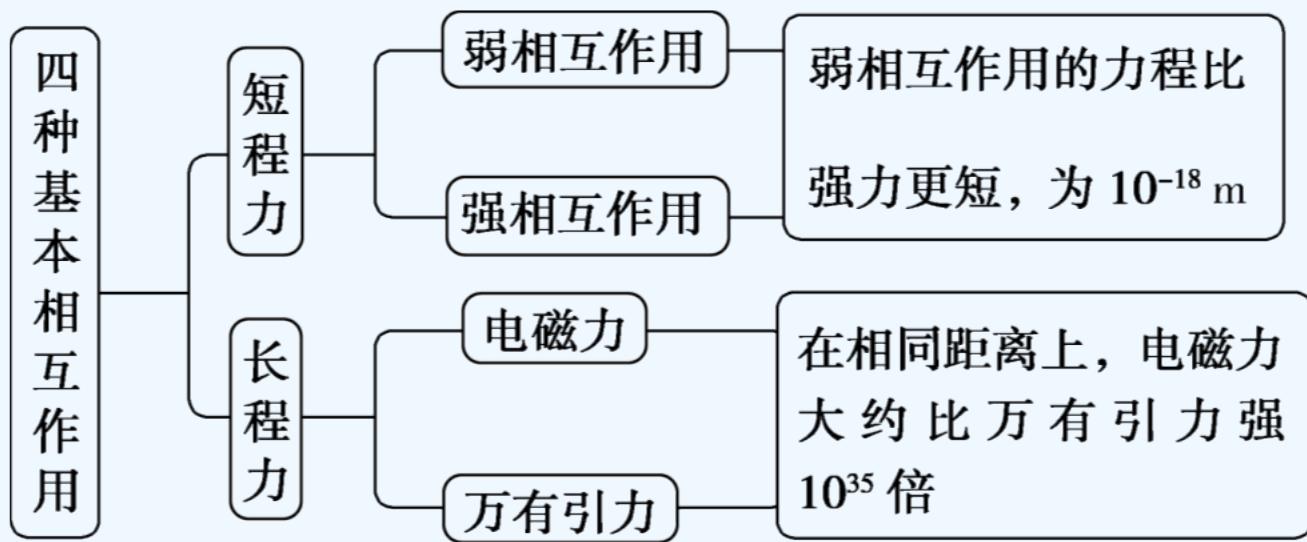 四种基本相互作用
短程力
弱相互作用
强相互作用
弱相互作用的力程比
强力更短，为 10⁻¹⁸ m
长程力
电磁力
万有引力
在相同距离上，电磁力
大约比万有引力强
10³⁵ 倍